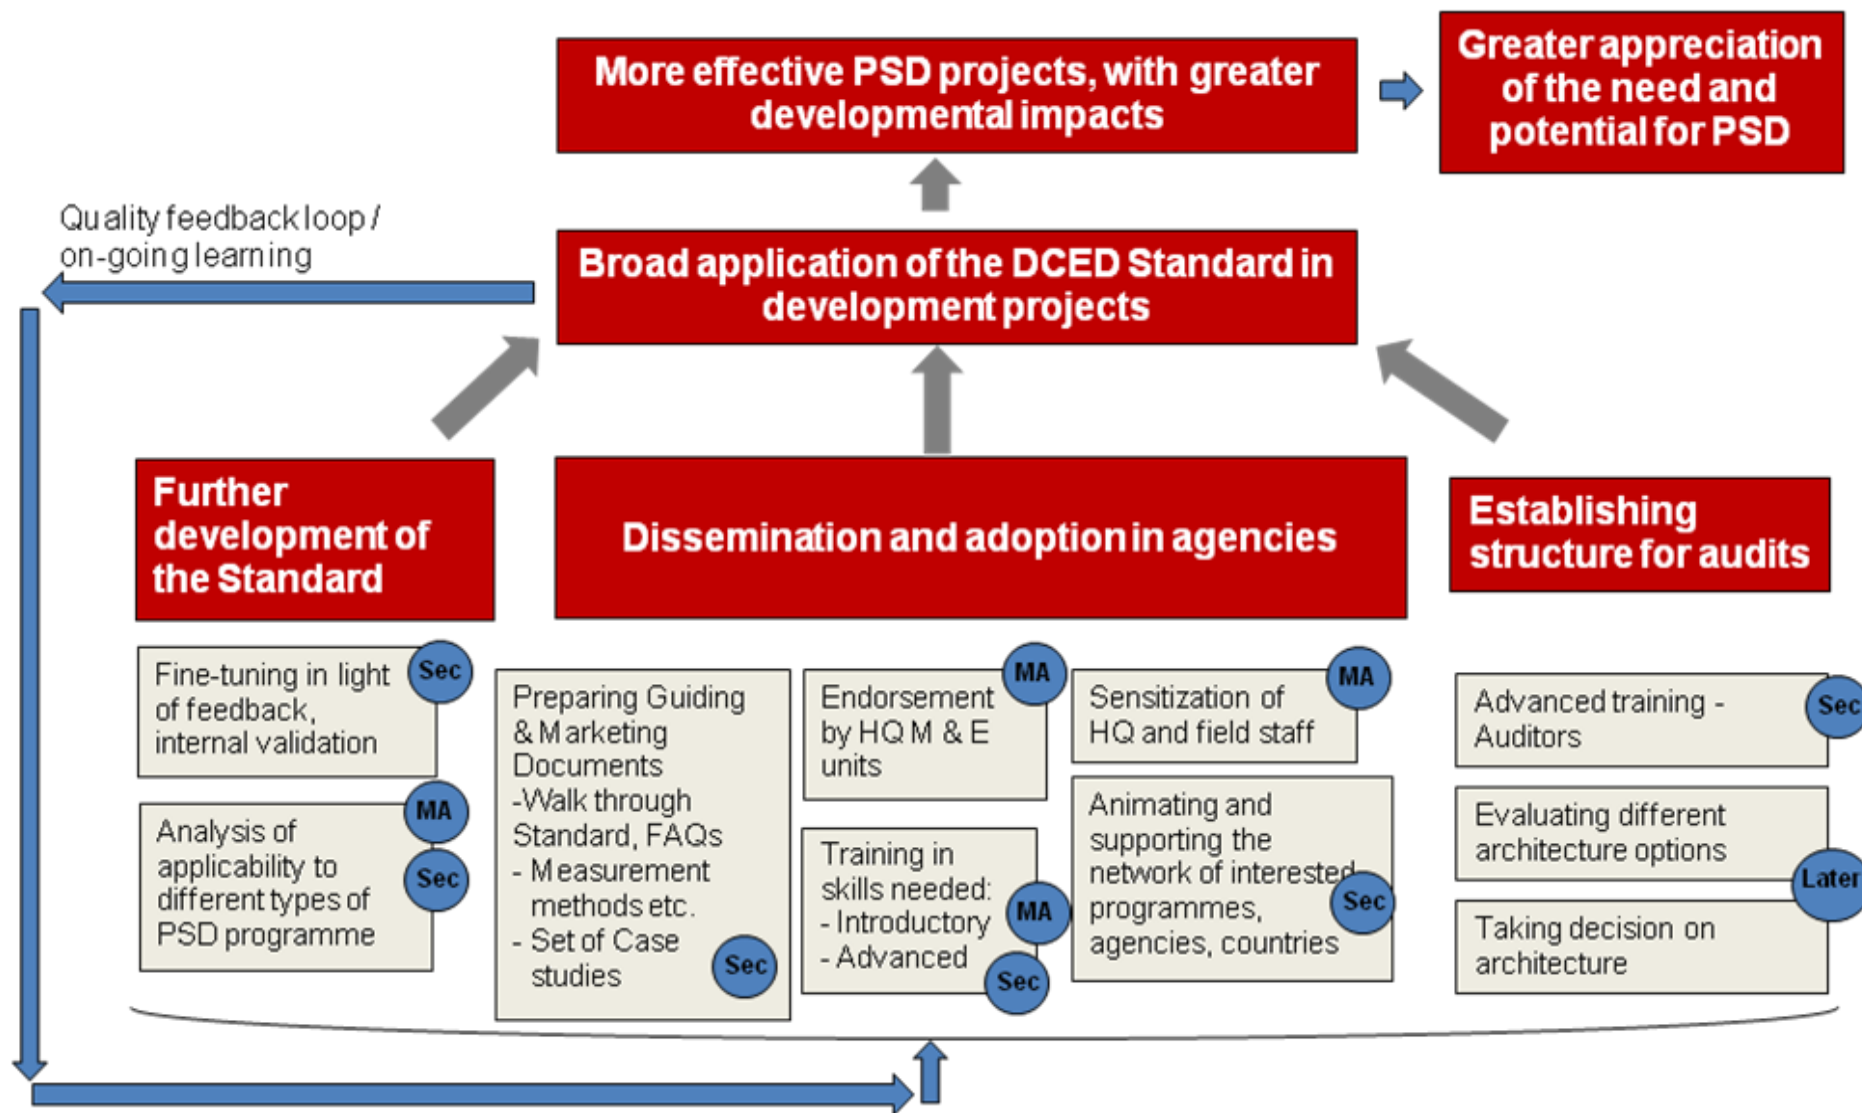 More effective PSD projects, with greater
developmental impacts
Greater appreciation
of the need and
potential for PSD
Quality feedback loop /
on-going learning
Broad application of the DCED Standard in
development projects
Further
development of
the Standard
Dissemination and adoption in agencies
Establishing
structure for audits
Fine-tuning in light
of feedback,
internal validation
Sec
Analysis of
applicability to
different types of
PSD programme
MA
Sec
Preparing Guiding
& Marketing
Documents
-Walk through
Standard, FAQs
- Measurement
methods etc.
- Set of Case
studies
Sec
Endorsement
by HQ M & E
units
MA
Training in
skills needed:
- Introductory
- Advanced
MA
Sec
Sensitization of
HQ and field staff
MA
Animating and
supporting the
network of interested
programmes,
agencies, countries
Sec
Advanced training -
Auditors
Sec
Evaluating different
architecture options
Later
Taking decision on
architecture